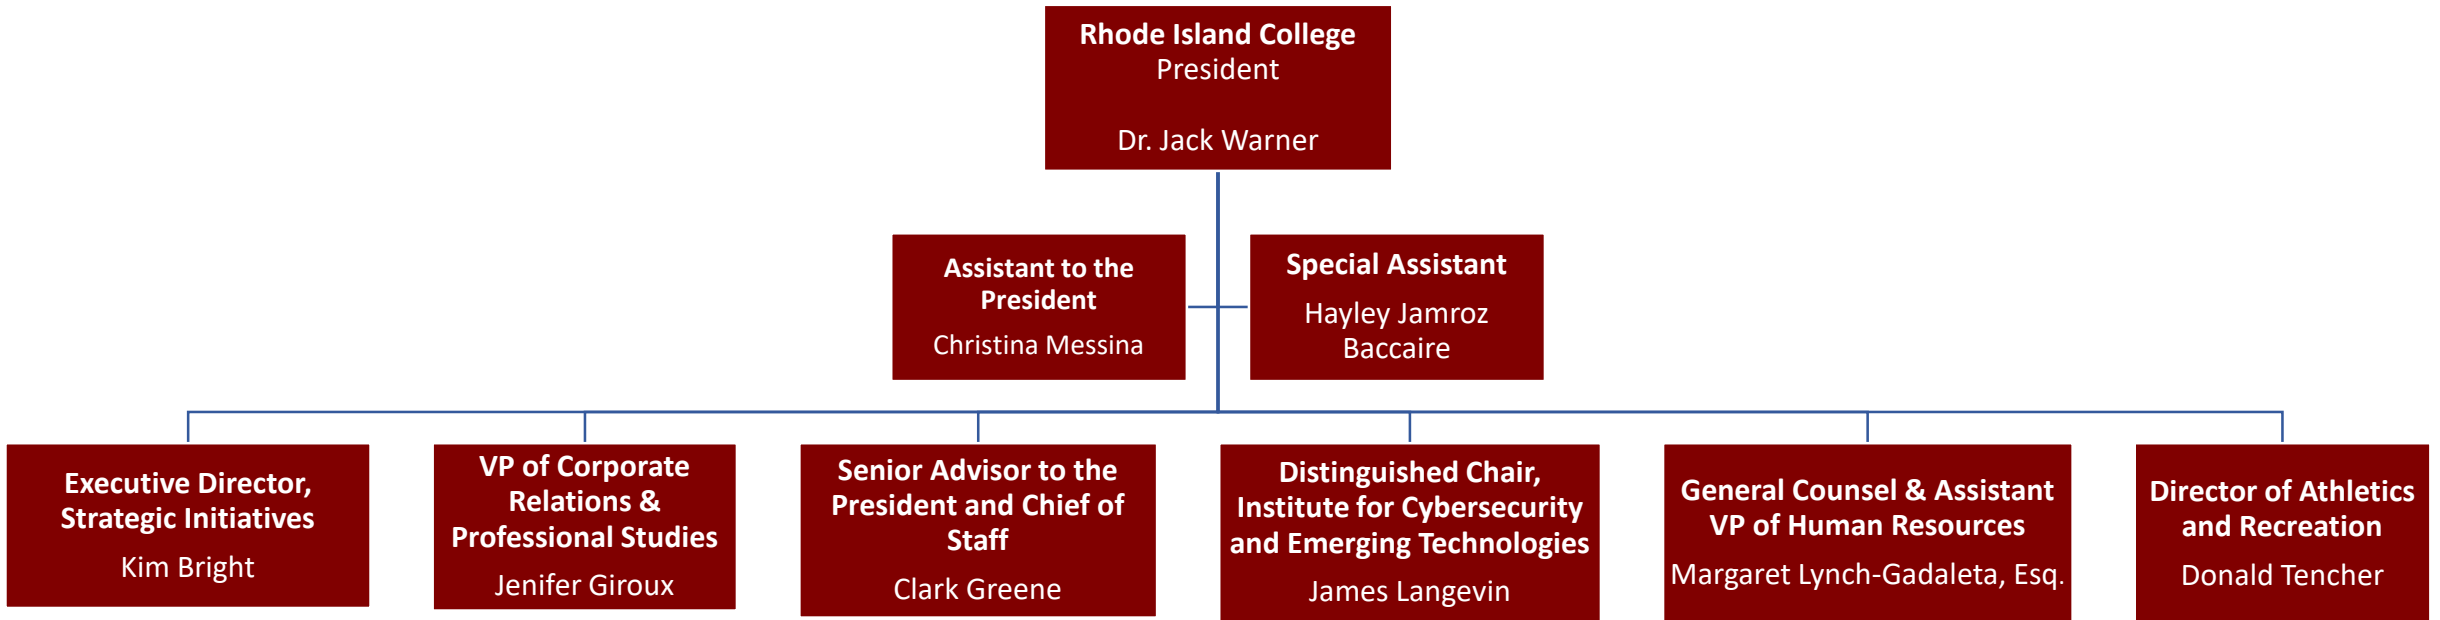 Rhode Island College
President
Dr. Jack Warner
Assistant to the
President
Christina Messina
Special Assistant
Hayley Jamroz
Baccaire
Executive Director,
Strategic Initiatives
Kim Bright
VP of Corporate
Relations &
Professional Studies
Jenifer Giroux
Senior Advisor to the
President and Chief of
Staff
Clark Greene
Distinguished Chair,
Institute for Cybersecurity
and Emerging Technologies
James Langevin
General Counsel & Assistant
VP of Human Resources
Margaret Lynch-Gadaleta, Esq.
Director of Athletics
and Recreation
Donald Tencher